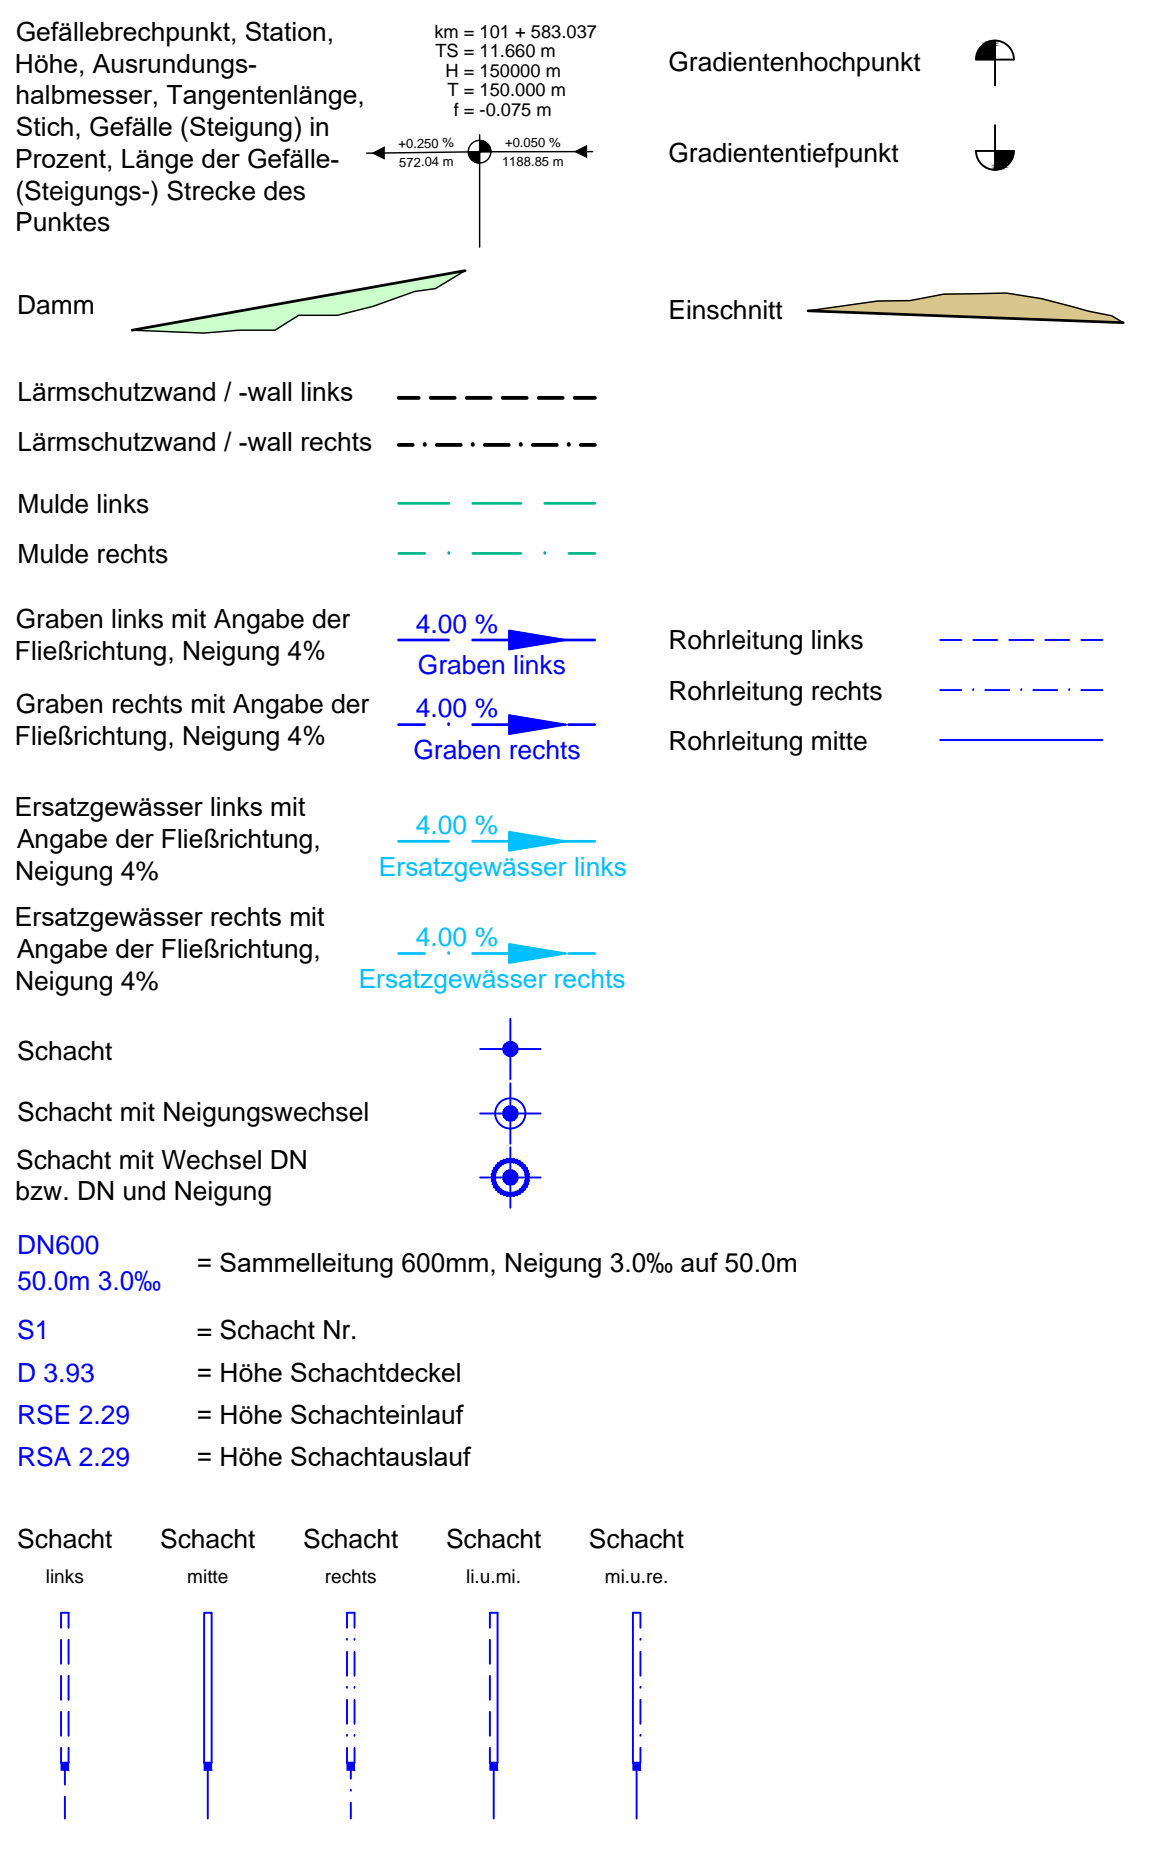 Gefällebrechpunkt, Station,
Höhe, Ausrundungs-
halbmesser, Tangentenlänge,
Stich, Gefälle (Steigung) in
Prozent, Länge der Gefälle-
(Steigungs-) Strecke des
Punktes
km = 101 + 583.037
TS = 11.660 m
H = 150000 m
T = 150.000 m
f = -0.075 m
+0.250 %
572.04 m
+0.050 %
1188.85 m
Gradientenhochpunkt
Gradiententiefpunkt
Damm
Einschnitt
Lärmschutzwand / -wall links
Lärmschutzwand / -wall rechts
Mulde links
Mulde rechts
Graben links mit Angabe der
Fließrichtung, Neigung 4%
4.00 %
Graben links
Rohrleitung links
Graben rechts mit Angabe der
Fließrichtung, Neigung 4%
4.00 %
Graben rechts
Rohrleitung rechts
Rohrleitung mitte
Ersatzgewässer links mit
Angabe der Fließrichtung,
Neigung 4%
4.00 %
Ersatzgewässer links
Ersatzgewässer rechts mit
Angabe der Fließrichtung,
Neigung 4%
4.00 %
Ersatzgewässer rechts
Schacht
Schacht mit Neigungswechsel
Schacht mit Wechsel DN
bzw. DN und Neigung
DN600
50.0m 3.0‰
= Sammelleitung 600mm, Neigung 3.0‰ auf 50.0m
S1 = Schacht Nr.
D 3.93 = Höhe Schachtdeckel
RSE 2.29 = Höhe Schachteinlauf
RSA 2.29 = Höhe Schachtauslauf
Schacht Schacht Schacht Schacht Schacht
links mitte rechts li.u.mi. mi.u.re.